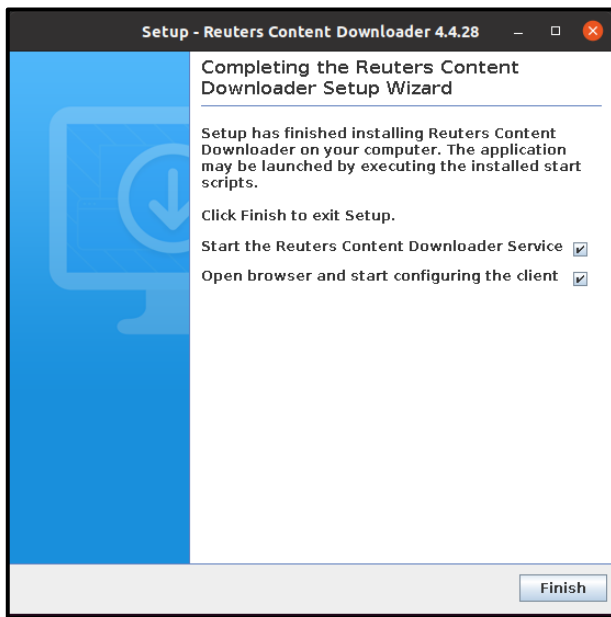 Setup - Reuters Content Downloader 4.4.28
Completing the Reuters Content
Downloader Setup Wizard
Setup has finished installing Reuters Content
Downloader on your computer. The application
may be launched by executing the installed start
scripts.
Click Finish to exit Setup.
Start the Reuters Content Downloader Service
Open browser and start configuring the client
Finish